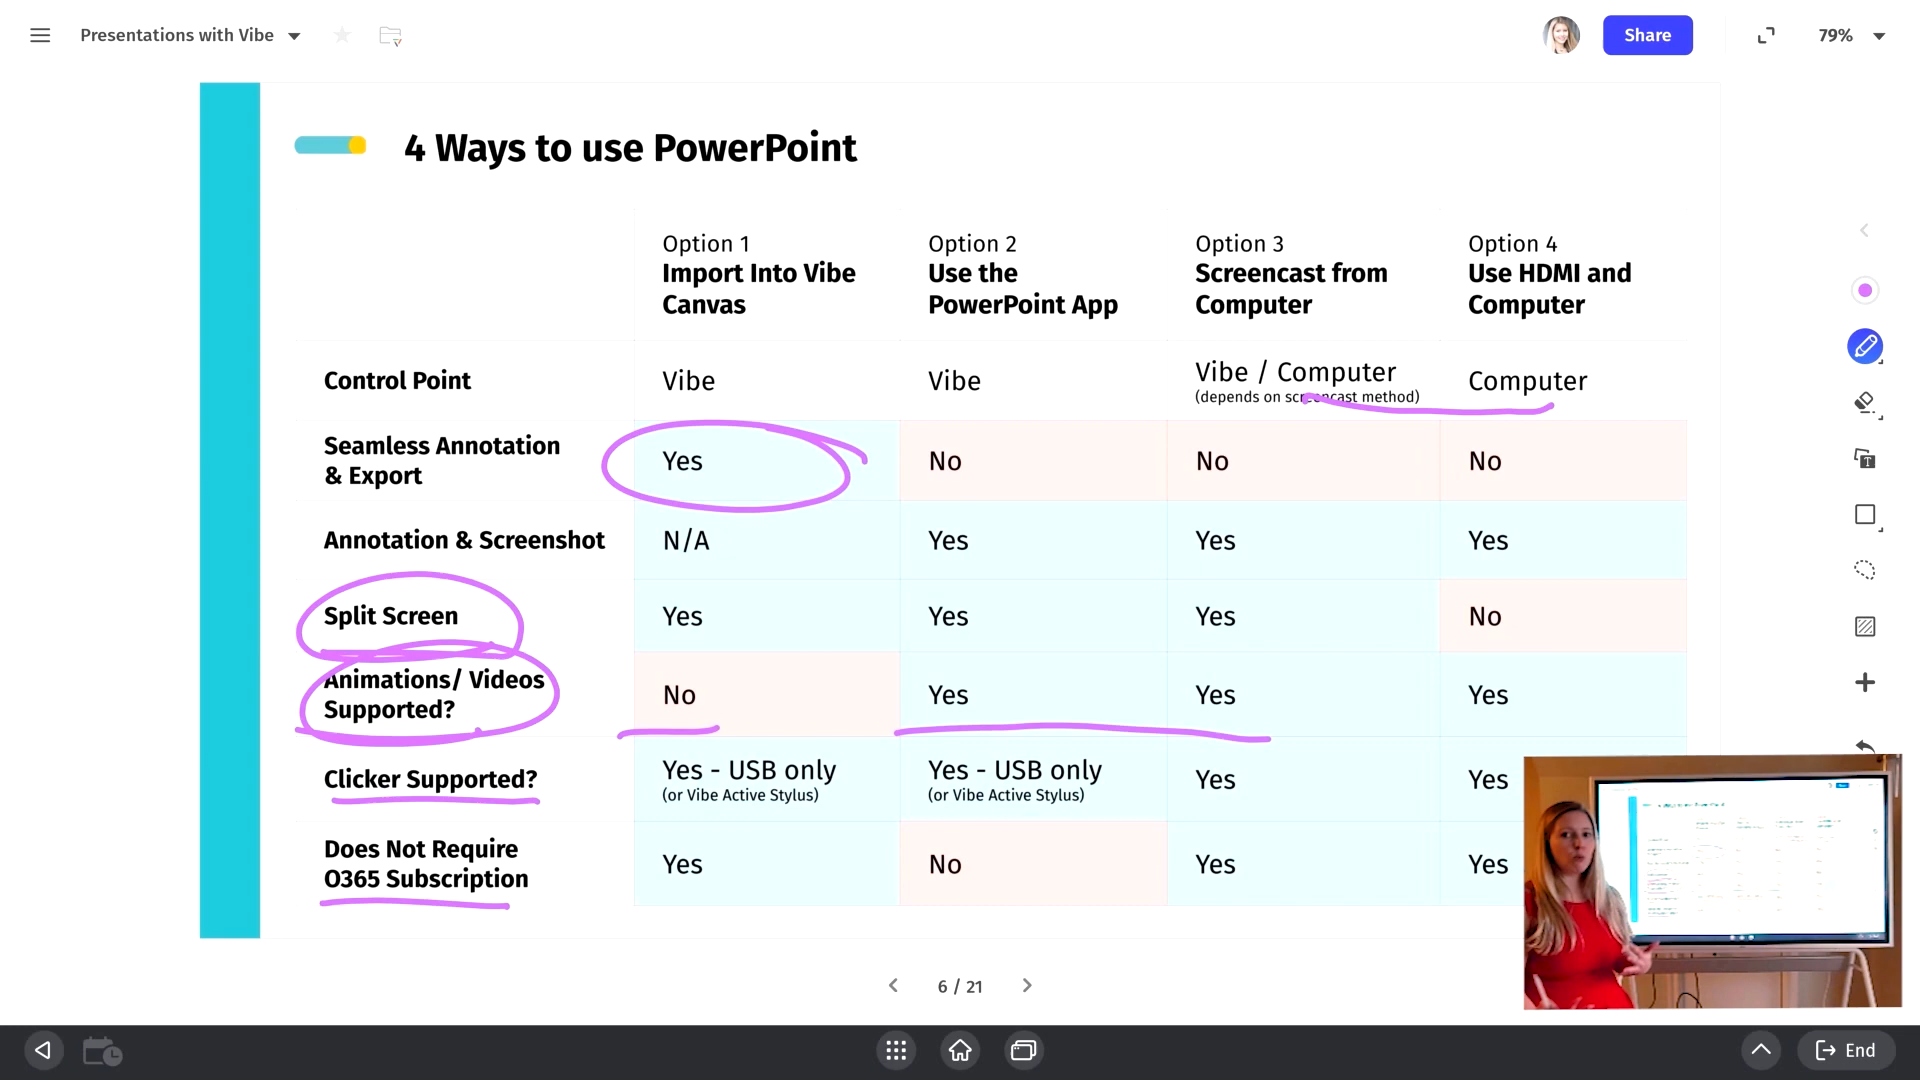 Presentations with Vibe
Share
79%
4 Ways to use PowerPoint
Option 1
Import Into Vibe
Canvas
Option 2
Use the
PowerPoint App
Option 3
Screencast from
Computer
Option 4
Use HDMI and
Computer
Control Point
Vibe
Vibe
Vibe / Computer
(depends on screencast method)
Computer
Seamless Annotation
& Export
Yes
No
No
No
Annotation & Screenshot
N/A
Yes
Yes
Yes
Split Screen
Yes
Yes
Yes
No
Animations/ Videos
Supported?
No
Yes
Yes
Yes
Clicker Supported?
Yes - USB only
(or Vibe Active Stylus)
Yes - USB only
(or Vibe Active Stylus)
Yes
Yes
Does Not Require
O365 Subscription
Yes
No
Yes
Yes
6 / 21
End